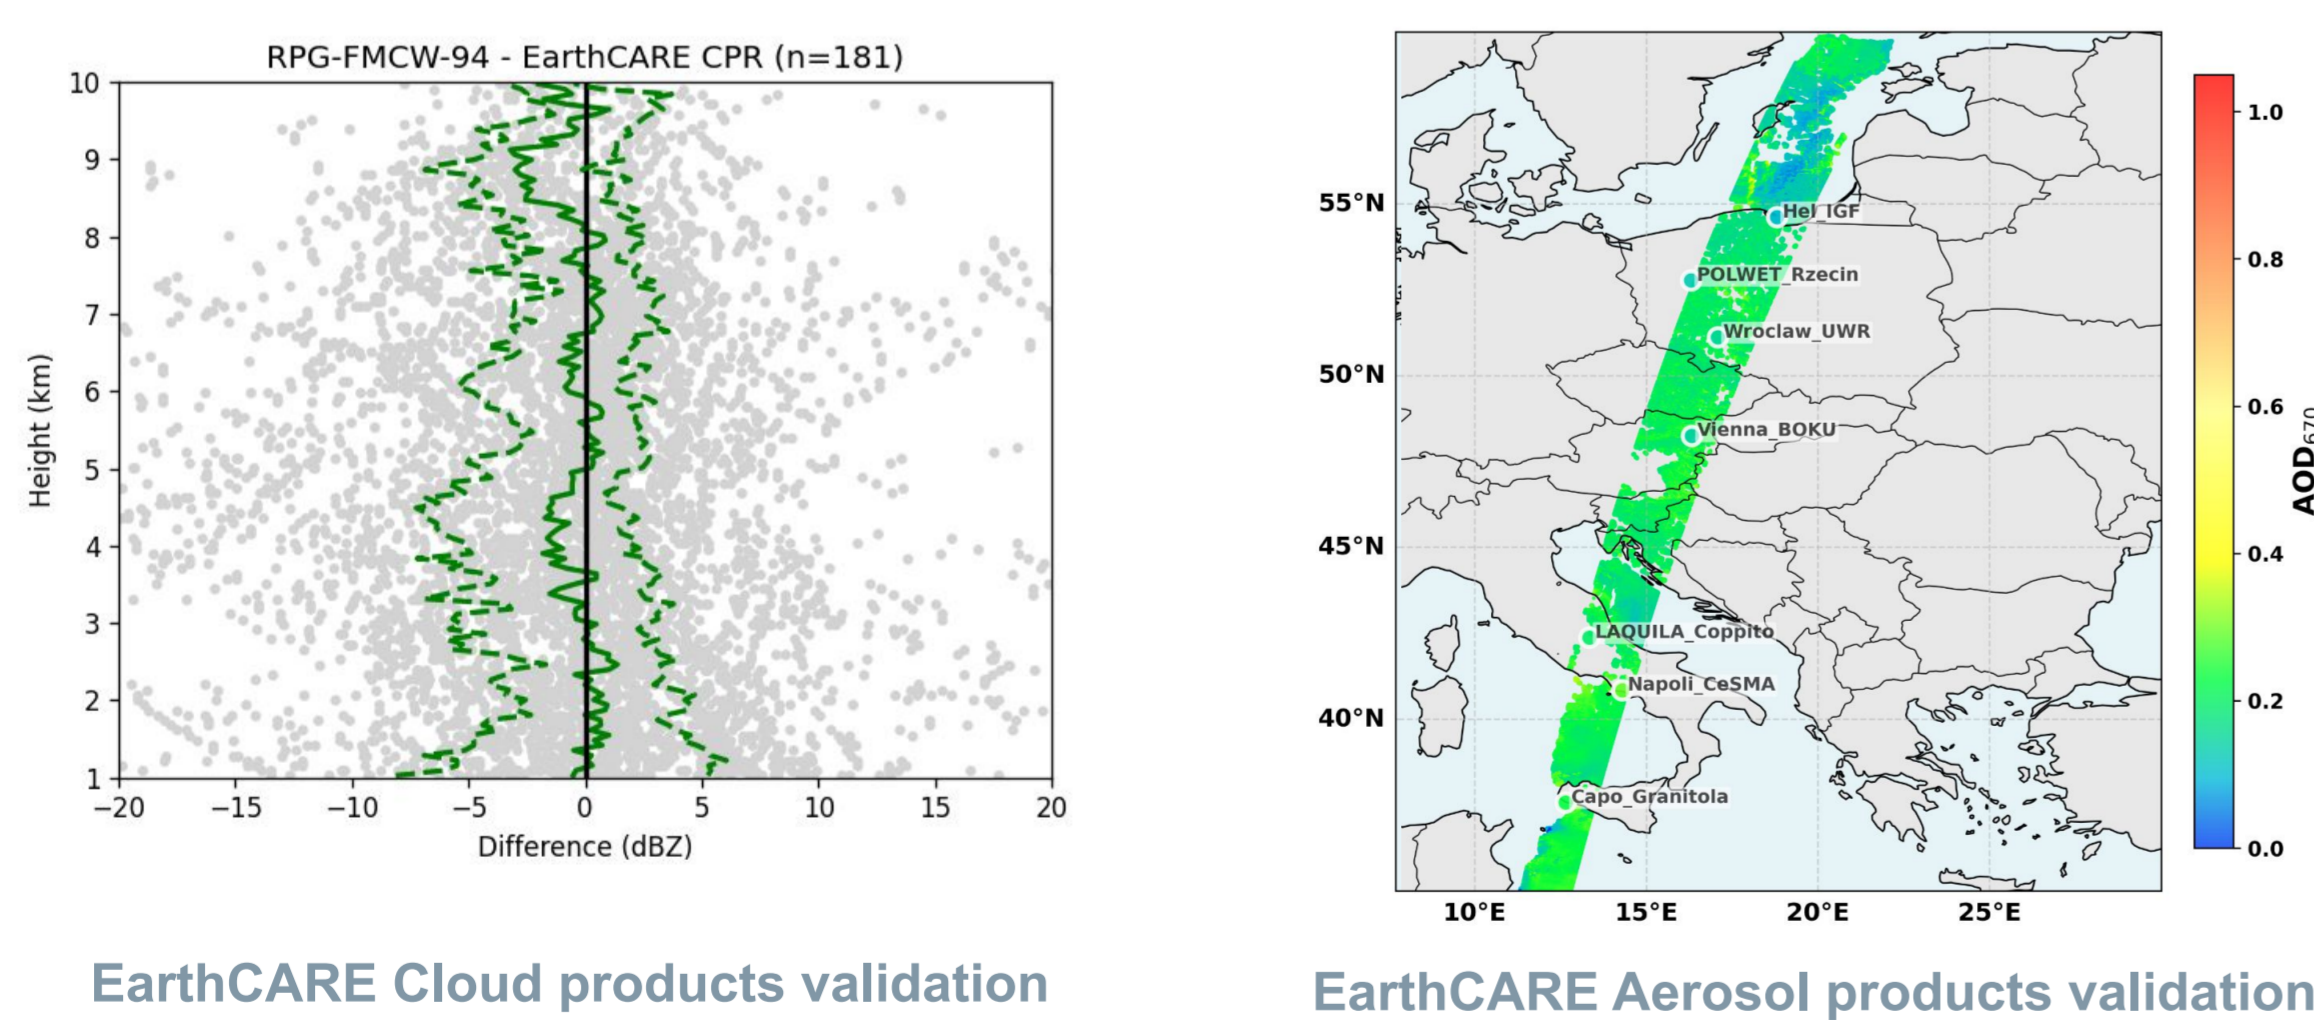 RPG-FMCW-94 - EarthCARE CPR (n=181)
10
9
8
7
6
5
4
3
2
1
Height (km)
−20 −15 −10 −5 0 5 10 15 20
Difference (dBZ)
EarthCARE Cloud products validation
55°N
50°N
45°N
40°N
10°E 15°E 20°E 25°E
Hel_IGF
POLWET_Rzecin
Wroclaw_UWR
Vienna_BOKU
LAQUILA_Coppito
Napoli_CeSMA
Capo_Granitola
1.0
0.8
0.6
0.4
0.2
0.0
AOD670
EarthCARE Aerosol products validation